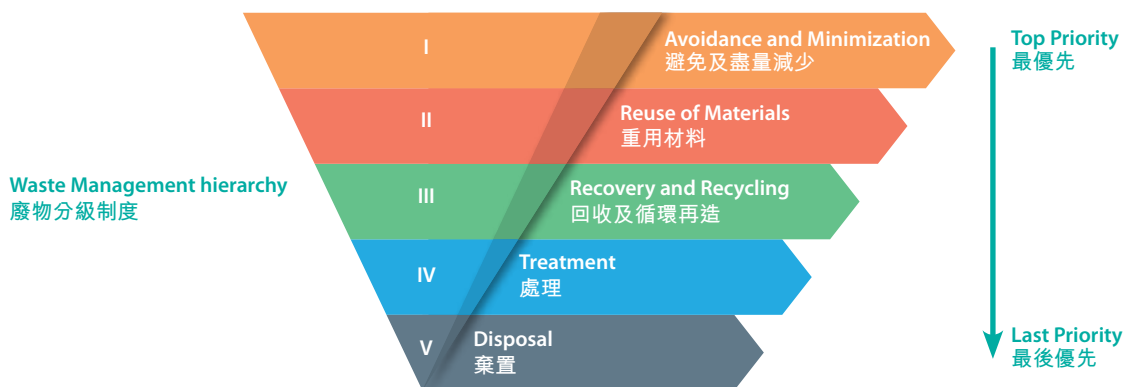 Waste Management hierarchy
廢物分級制度
I
Avoidance and Minimization
避免及盡量減少
II
Reuse of Materials
重用材料
III
Recovery and Recycling
回收及循環再造
IV
Treatment
處理
V
Disposal
棄置
Top Priority
最優先
Last Priority
最後優先